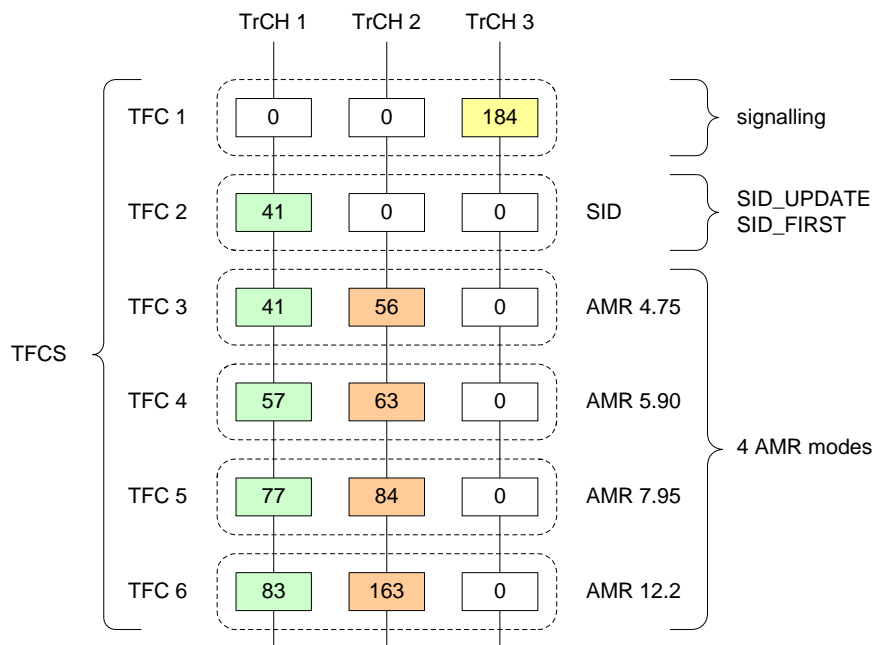 TrCH 1 TrCH 2 TrCH 3
TFC 1 0 0 184 signalling
TFC 2 41 0 0 SID SID_UPDATE
SID_FIRST
TFC 3 41 56 0 AMR 4.75
TFCS
TFC 4 57 63 0 AMR 5.90
4 AMR modes
TFC 5 77 84 0 AMR 7.95
TFC 6 83 163 0 AMR 12.2